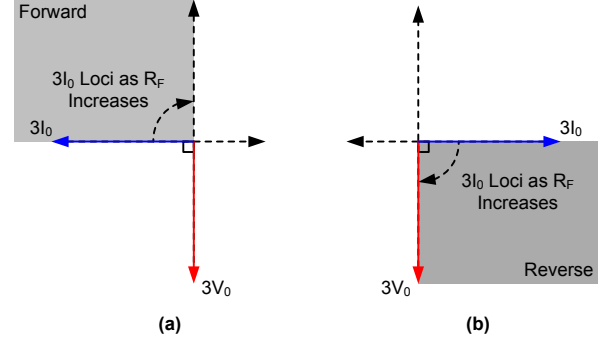 Forward
3I0 Loci as RF
Increases
3I0
3V0
(a)
3I0
3I0 Loci as RF
Increases
Reverse
3V0
(b)